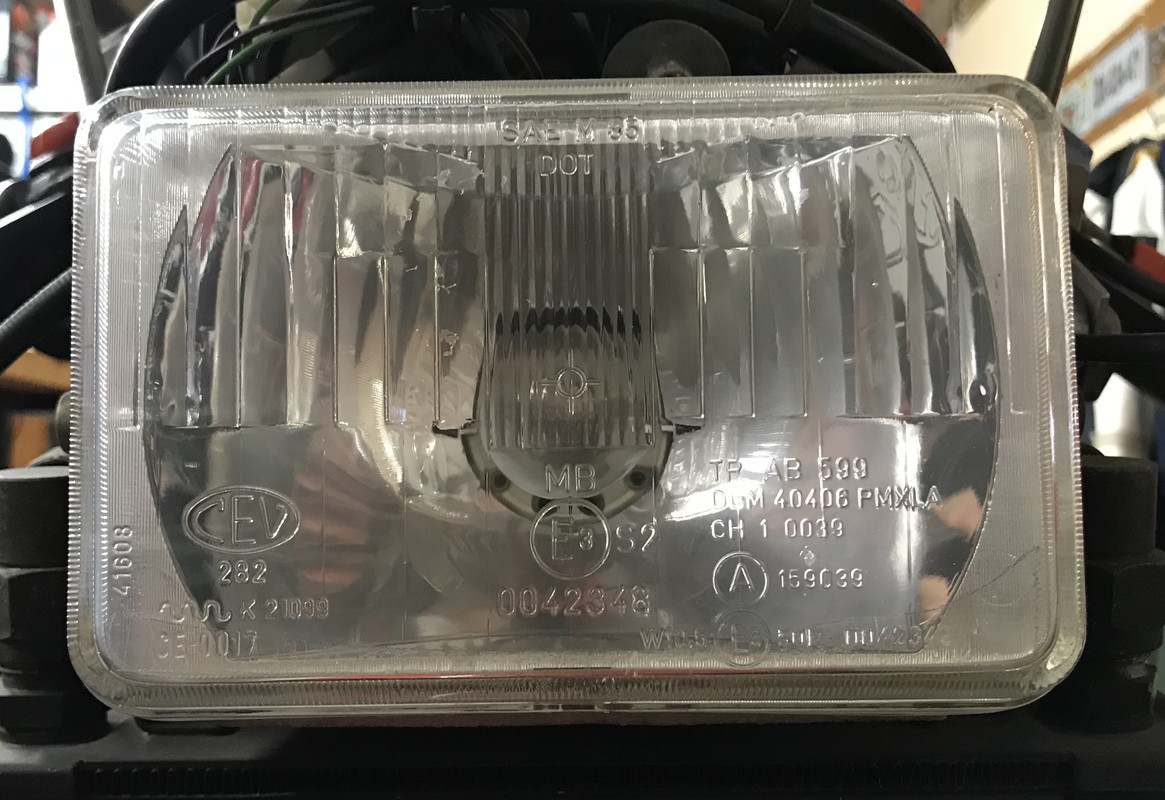 SAE M 85
DOT
MB
E3 S2
0042348
CEV
282
K 21099
SE-0017
41608
TP AB 599
DGM 40406 PMXLA
CH 1 0039
A 159039